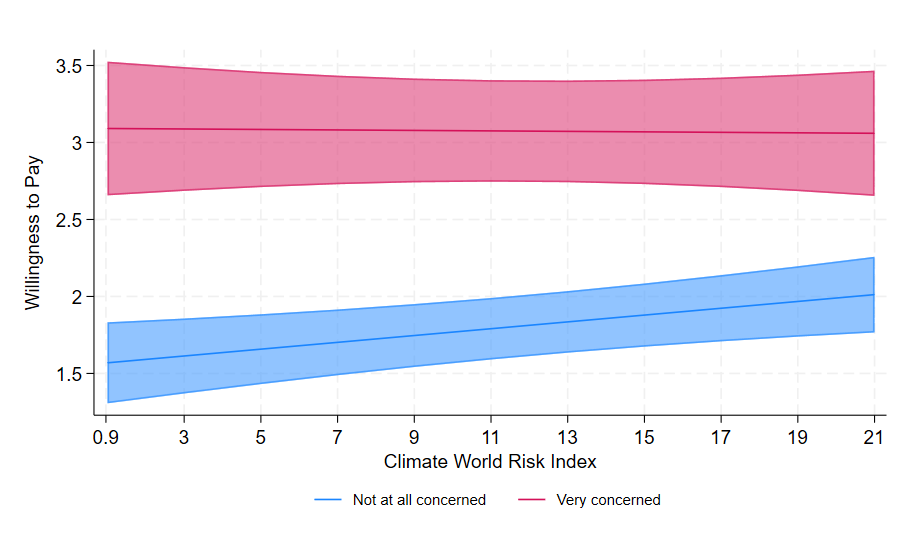 3.5
3
2.5
2
1.5
Willingness to Pay
0.9 3 5 7 9 11 13 15 17 19 21
Climate World Risk Index
Not at all concerned Very concerned